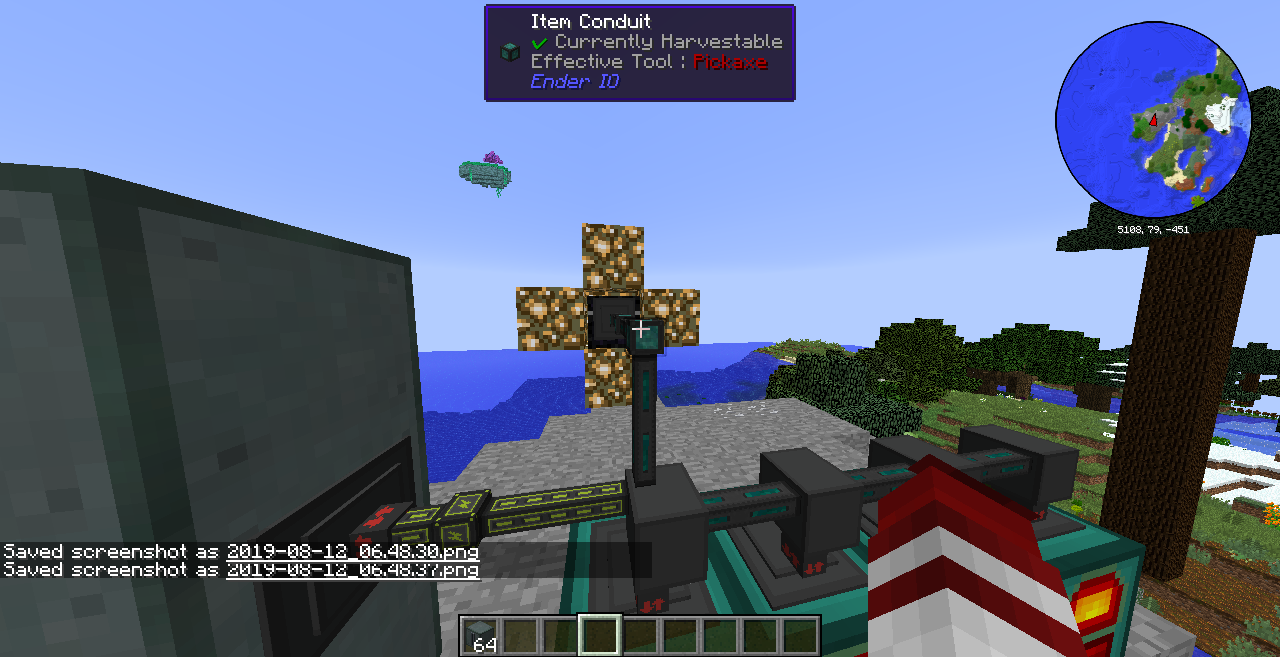 Item Conduit
✓ Currently Harvestable
Effective Tool : Pickaxe
Ender IO
5108, 79, -451
Saved screenshot as 2019-08-12_06.48.30.png
Saved screenshot as 2019-08-12_06.48.37.png
64